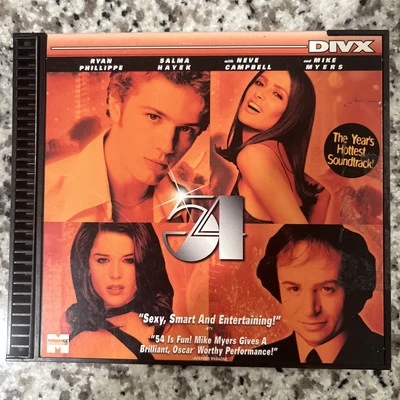 DIVX
RYAN PHILLIPPE
SALMA HAYEK
with NEVE CAMPBELL
and MIKE MYERS
The Year's
Hottest
Soundtrack!
54
"Sexy, Smart And Entertaining!"
"54 Is Fun! Mike Myers Gives A
Brilliant, Oscar Worthy Performance!"